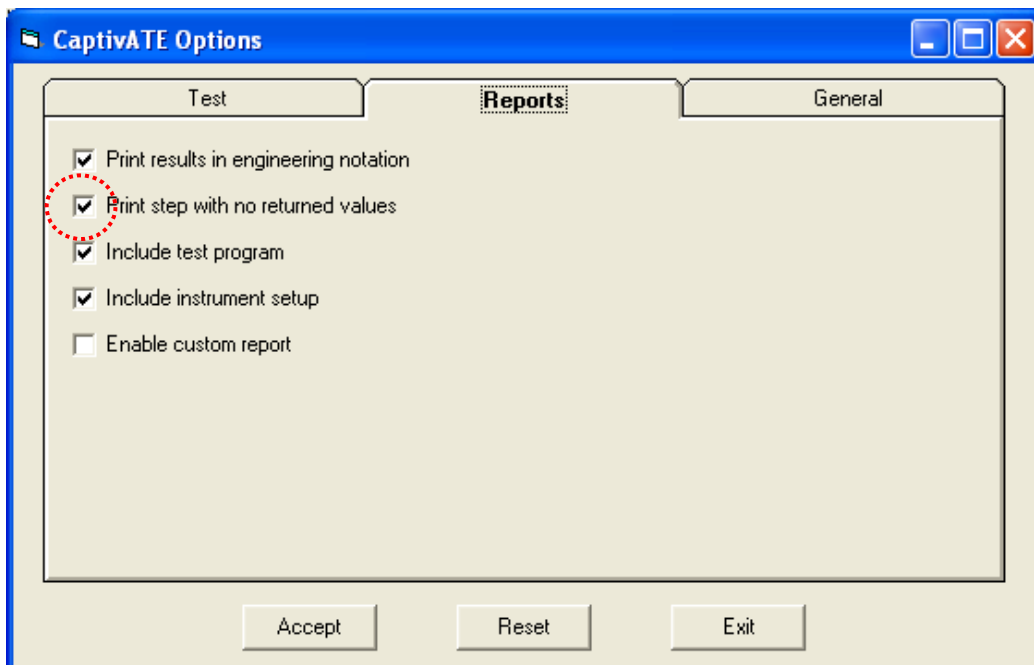 CaptivATE Options
Test Reports General
Print results in engineering notation
Print step with no returned values
Include test program
Include instrument setup
Enable custom report
Accept Reset Exit